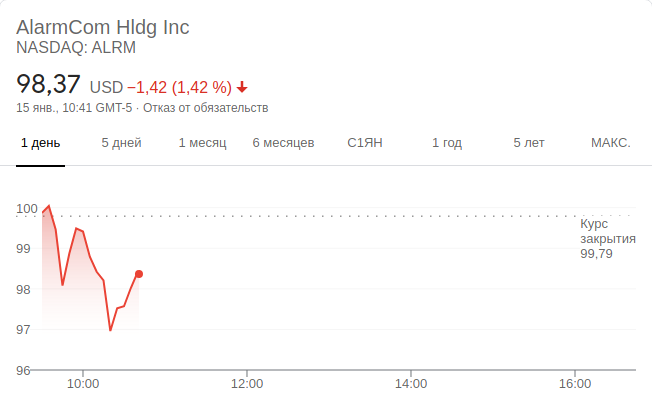 AlarmCom Hldg Inc
NASDAQ: ALRM
98,37 USD −1,42 (1,42 %)
15 янв., 10:41 GMT-5 · Отказ от обязательств
1 день 5 дней 1 месяц 6 месяцев С1ЯН 1 год 5 лет МАКС.
100
Курс
закрытия
99,79
99
98
97
96
10:00 12:00 14:00 16:00